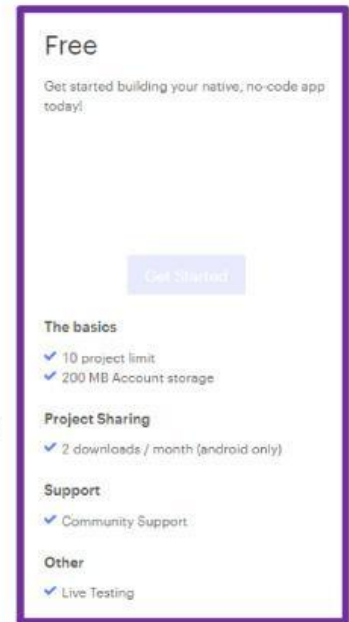 Free
Get started building your native, no-code app
today!
Get Started
The basics
10 project limit
200 MB Account storage
Project Sharing
2 downloads / month (android only)
Support
Community Support
Other
Live Testing